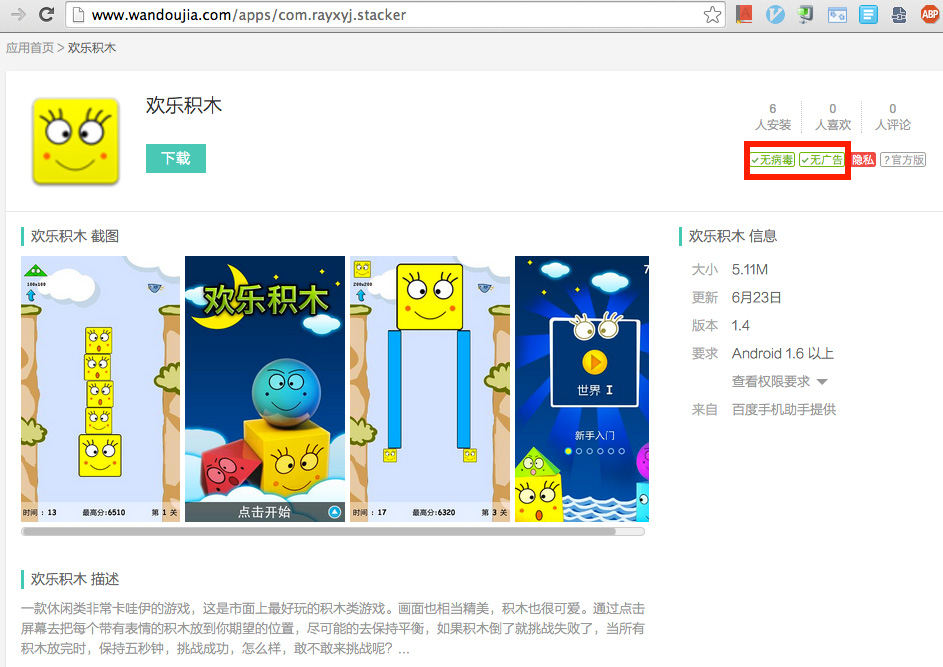 www.wandoujia.com/apps/com.rayxyj.stacker
ABP
应用首页 > 欢乐积木
欢乐积木
下载
6 0 0
人安装 人喜欢 人评论
✓无病毒 ✓无广告 隐私 ?官方版
欢乐积木 截图
100x100
时间 : 13 最高分:6510 第 1 关
欢乐积木
点击开始
200x200
时间 : 17 最高分:6320 第 3 关
7
世界 I
新手入门
欢乐积木 信息
大小 5.11M
更新 6月23日
版本 1.4
要求 Android 1.6 以上
查看权限要求
来自 百度手机助手提供
欢乐积木 描述
一款休闲类非常卡哇伊的游戏，这是市面上最好玩的积木类游戏。画面也相当精美，积木也很可爱。通过点击
屏幕去把每个带有表情的积木放到你期望的位置，尽可能的去保持平衡，如果积木倒了就挑战失败了，当所有
积木放完时，保持五秒钟，挑战成功，怎么样，敢不敢来挑战呢？...